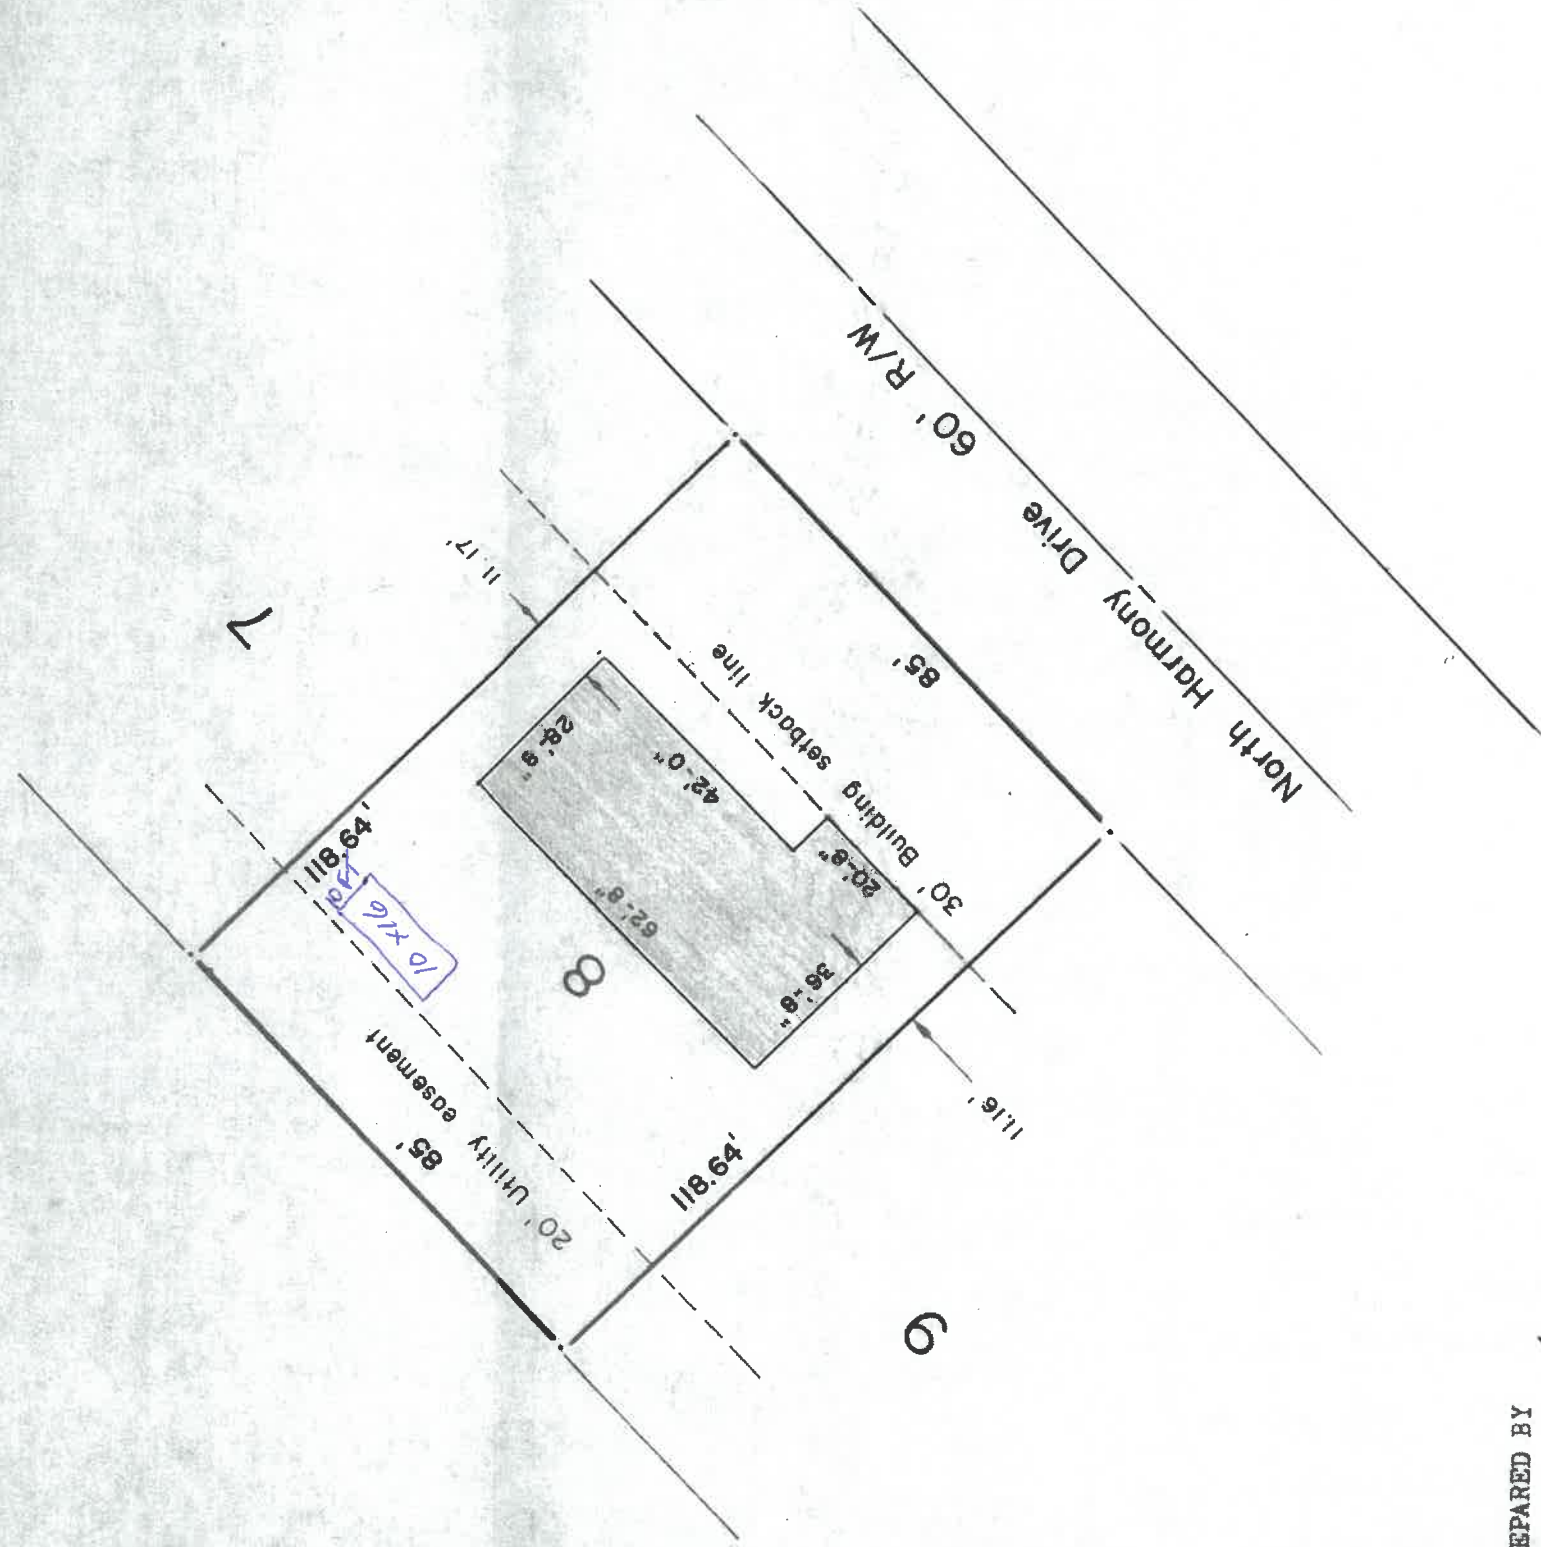 North Harmony Drive 60' R/W
85'
30' Building setback line
11.17'
7
28'-8"
42'-0"
20'-8"
62'-8"
36'-8"
8
11.16'
118.64'
118.64'
10 x 16
20' Utility easement
85'
9
EPARED BY